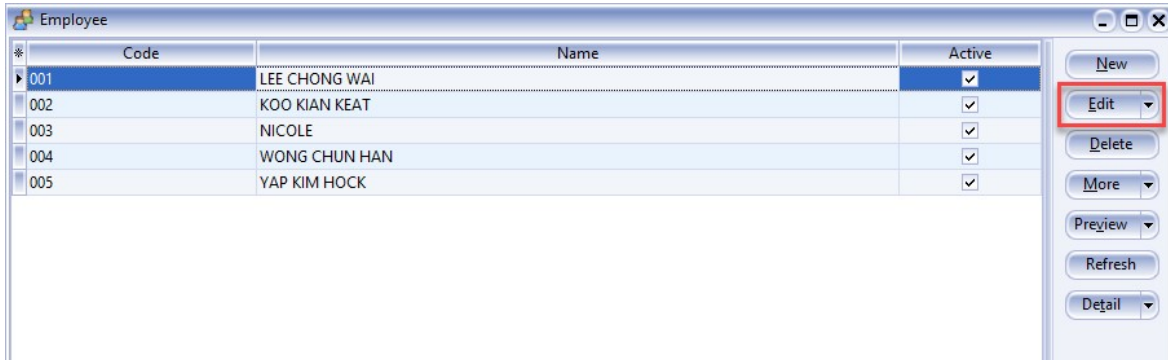 Employee
Code Name Active
001 LEE CHONG WAI
002 KOO KIAN KEAT
003 NICOLE
004 WONG CHUN HAN
005 YAP KIM HOCK
New
Edit
Delete
More
Preview
Refresh
Detail